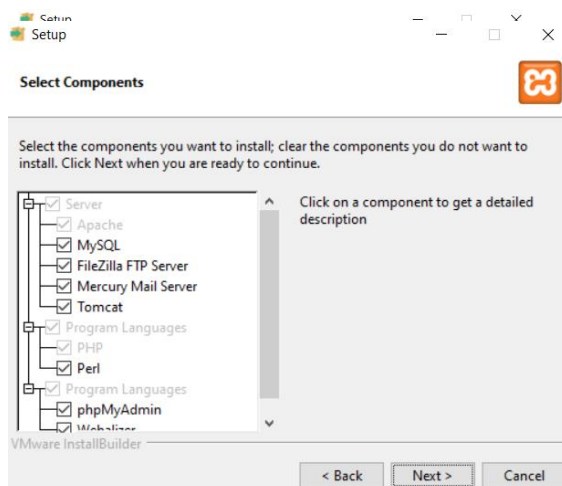 Setup
Setup
Select Components
Select the components you want to install; clear the components you do not want to
install. Click Next when you are ready to continue.
Server
Apache
MySQL
FileZilla FTP Server
Mercury Mail Server
Tomcat
Program Languages
PHP
Perl
Program Languages
phpMyAdmin
Webalizer
Click on a component to get a detailed
description
VMware InstallBuilder
< Back
Next >
Cancel